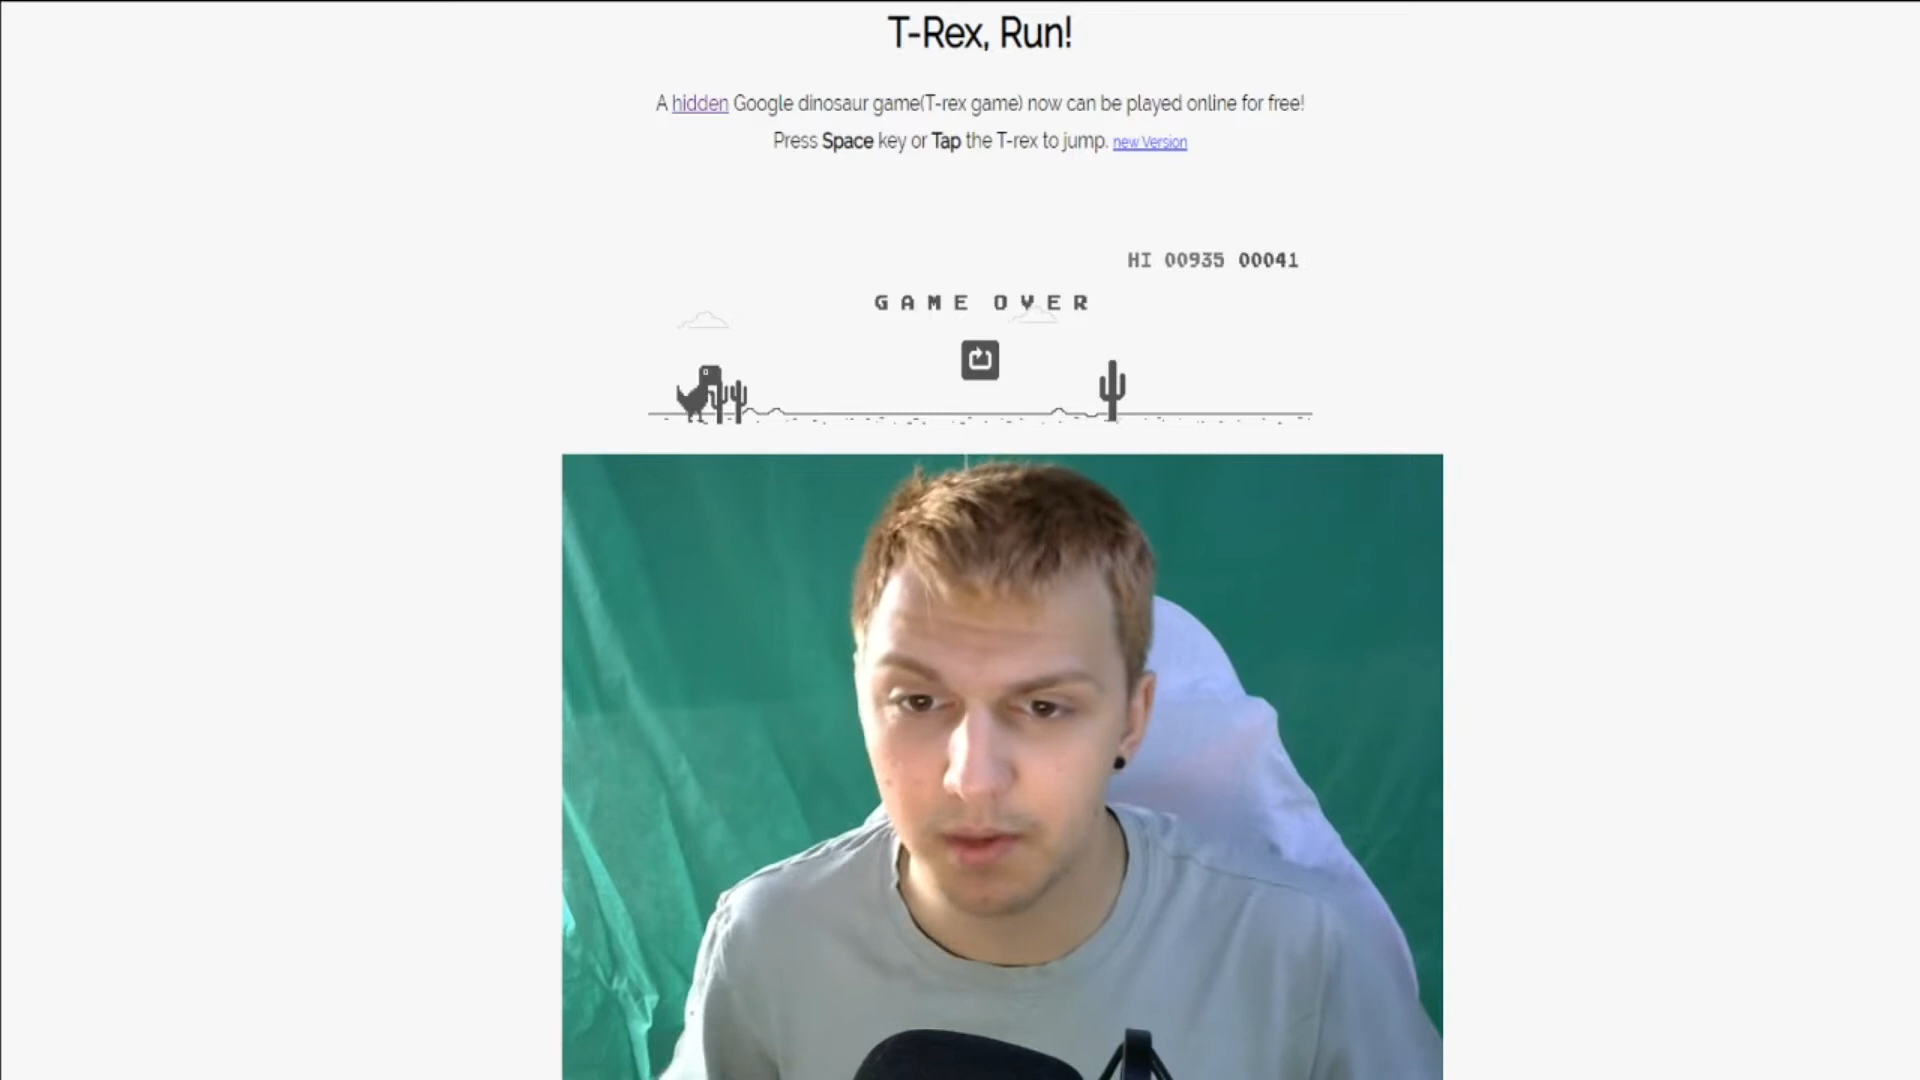 T-Rex, Run!
A hidden Google dinosaur game(T-rex game) now can be played online for free!
Press Space key or Tap the T-rex to jump. new Version
HI 00935 00041
GAME OVER